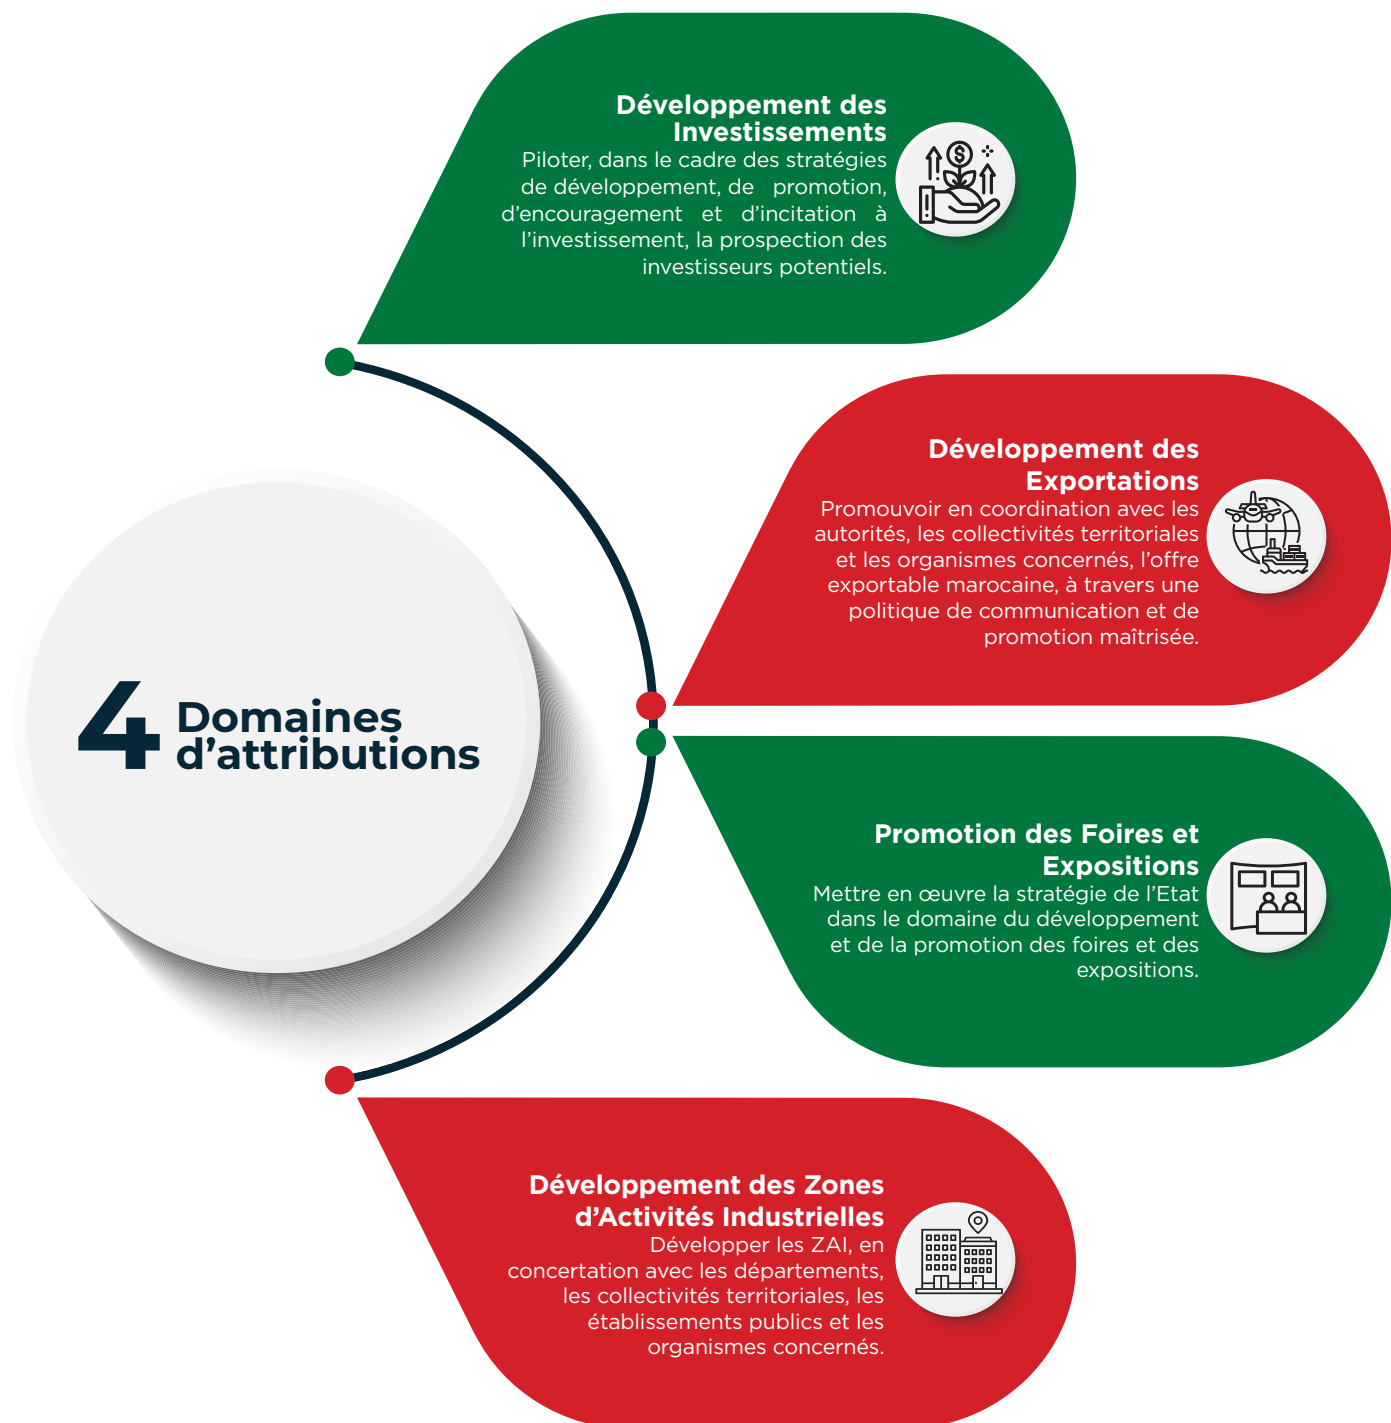 Développement des
Investissements
Piloter, dans le cadre des stratégies
de développement, de promotion,
d’encouragement et d’incitation à
l’investissement, la prospection des
investisseurs potentiels.
Développement des
Exportations
Promouvoir en coordination avec les
autorités, les collectivités territoriales
et les organismes concernés, l’offre
exportable marocaine, à travers une
politique de communication et de
promotion maîtrisée.
4 Domaines
d’attributions
Promotion des Foires et
Expositions
Mettre en œuvre la stratégie de l’Etat
dans le domaine du développement
et de la promotion des foires et des
expositions.
Développement des Zones
d’Activités Industrielles
Développer les ZAI, en
concertation avec les départements,
les collectivités territoriales, les
établissements publics et les
organismes concernés.